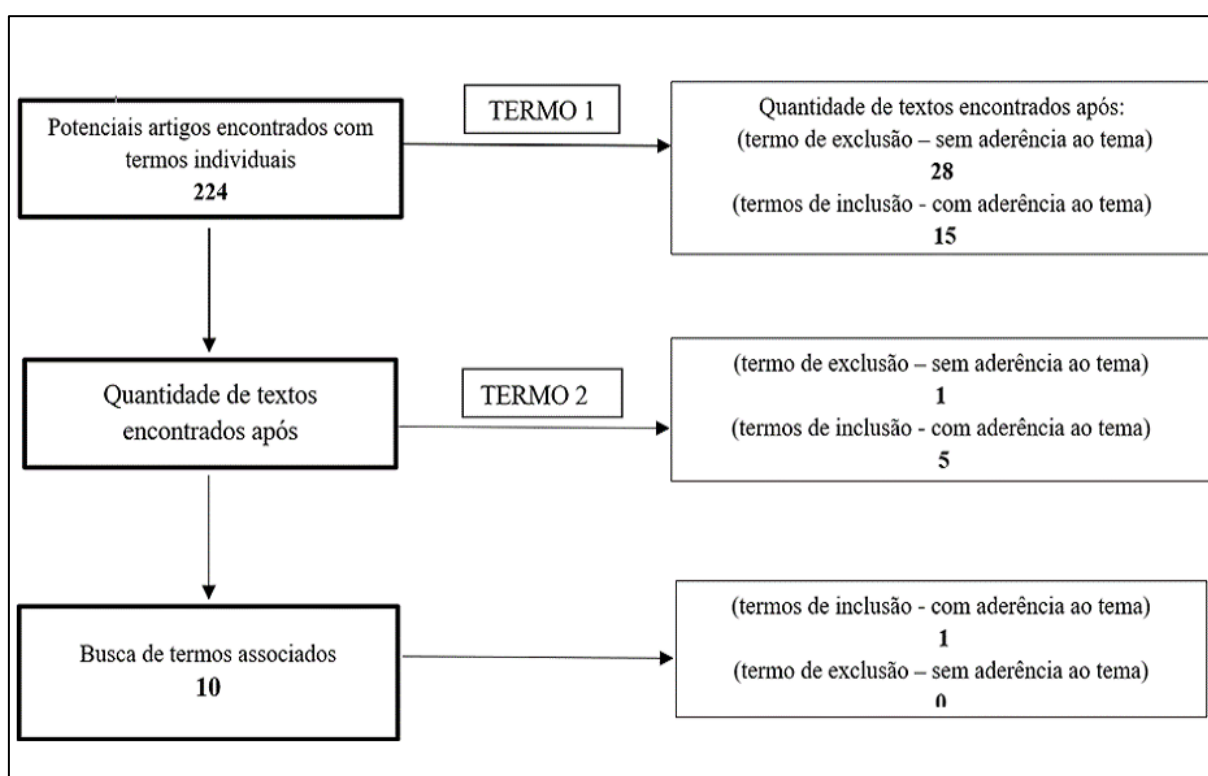 Potenciais artigos encontrados com
termos individuais
224
TERMO 1
Quantidade de textos encontrados após:
(termo de exclusão – sem aderência ao tema)
28
(termos de inclusão - com aderência ao tema)
15
Quantidade de textos
encontrados após
TERMO 2
(termo de exclusão – sem aderência ao tema)
1
(termos de inclusão - com aderência ao tema)
5
Busca de termos associados
10
(termos de inclusão - com aderência ao tema)
1
(termo de exclusão – sem aderência ao tema)
0